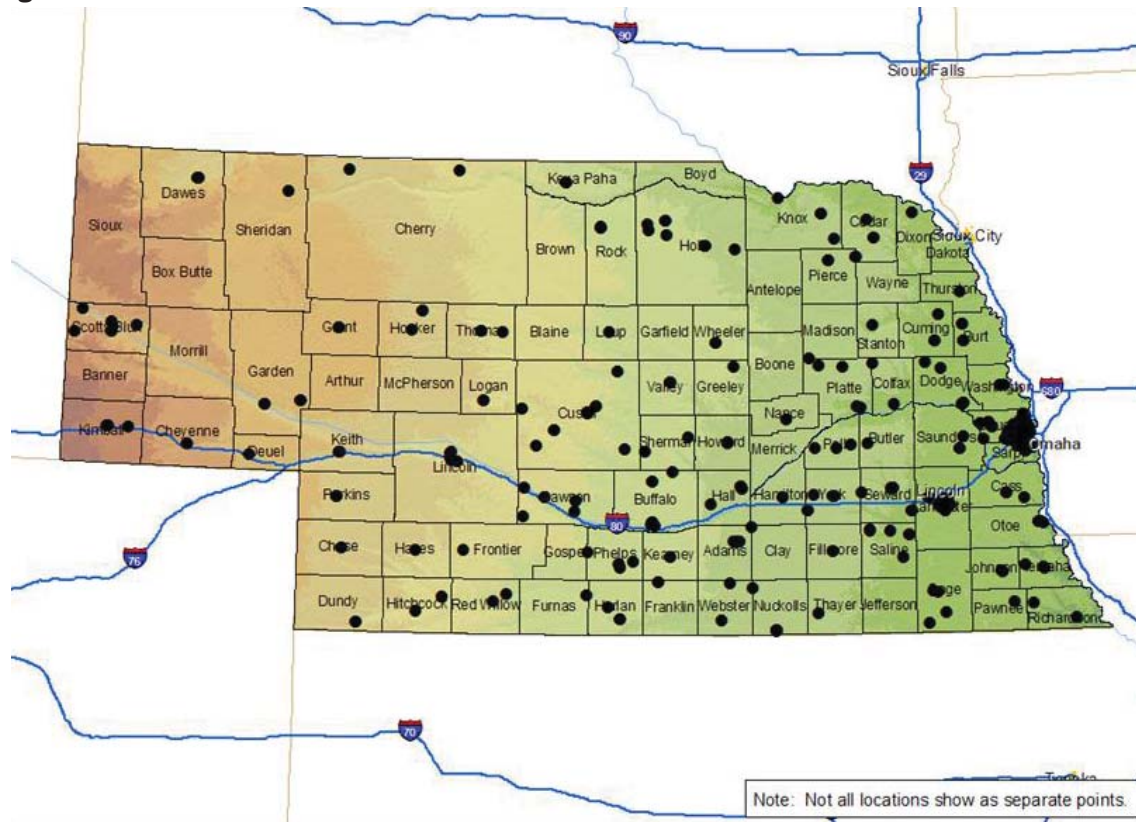 90
Sioux Falls
29
Dawes
Keya Paha
Boyd
Sioux
Sheridan
Cherry
Brown
Rock
Holt
Knox
Cedar
Dixon
Sioux City
Dakota
Box Butte
Antelope
Pierce
Wayne
Thurston
Scotts Bluff
Morrill
Grant
Hooker
Thomas
Blaine
Loup
Garfield
Wheeler
Madison
Stanton
Cuming
Burt
Banner
Garden
Arthur
McPherson
Logan
Custer
Valley
Greeley
Boone
Platte
Colfax
Dodge
Washington
680
Kimball
Cheyenne
Deuel
Keith
Lincoln
Sherman
Howard
Nance
Merrick
Polk
Butler
Saunders
Sarpy
Omaha
Perkins
Dawson
Buffalo
Hall
Hamilton
York
Seward
Lincoln
Lancaster
Cass
80
Otoe
76
Chase
Hayes
Frontier
Gosper
Phelps
Kearney
Adams
Clay
Fillmore
Saline
Johnson
Nemaha
Dundy
Hitchcock
Red Willow
Furnas
Harlan
Franklin
Webster
Nuckolls
Thayer
Jefferson
Gage
Pawnee
Richardson
70
Topeka
Note: Not all locations show as separate points.